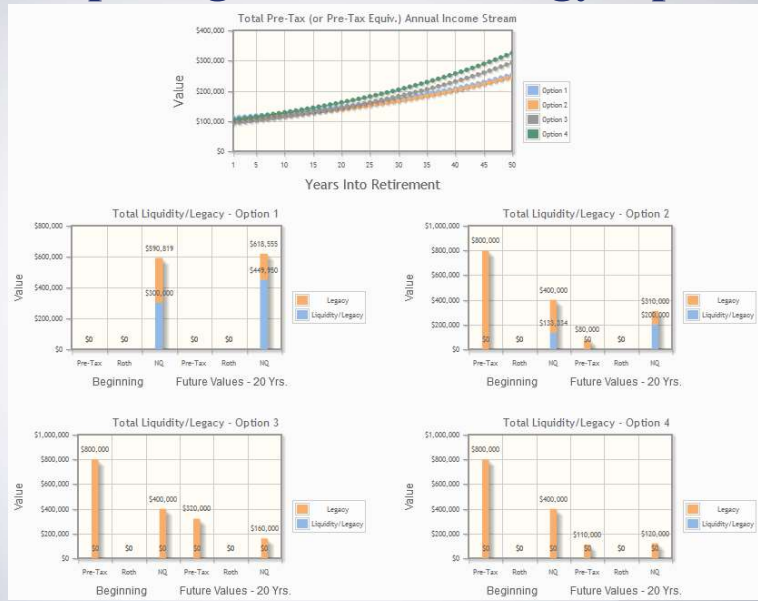 Total Pre-Tax (or Pre-Tax Equiv.) Annual Income Stream
$400,000
$300,000
$200,000
$100,000
$0
Value
1 5 10 15 20 25 30 35 40 45 50
Years Into Retirement
Option 1
Option 2
Option 3
Option 4
Total Liquidity/Legacy - Option 1
$800,000
$600,000
$400,000
$200,000
$0
Value
$590,819
$300,000
$618,555
$449,950
$0 $0 $0 $0
Pre-Tax Roth NQ Pre-Tax Roth NQ
Beginning Future Values - 20 Yrs.
Legacy
Liquidity/Legacy
Total Liquidity/Legacy - Option 2
$1,000,000
$800,000
$600,000
$400,000
$200,000
$0
Value
$800,000
$400,000
$133,334
$80,000
$310,000
$200,000
$0 $0 $0 $0
Pre-Tax Roth NQ Pre-Tax Roth NQ
Beginning Future Values - 20 Yrs.
Legacy
Liquidity/Legacy
Total Liquidity/Legacy - Option 3
$1,000,000
$800,000
$600,000
$400,000
$200,000
$0
Value
$800,000
$400,000
$320,000
$160,000
$0 $0 $0 $0 $0 $0
Pre-Tax Roth NQ Pre-Tax Roth NQ
Beginning Future Values - 20 Yrs.
Legacy
Liquidity/Legacy
Total Liquidity/Legacy - Option 4
$1,000,000
$800,000
$600,000
$400,000
$200,000
$0
Value
$800,000
$400,000
$110,000
$120,000
$0 $0 $0 $0 $0 $0
Pre-Tax Roth NQ Pre-Tax Roth NQ
Beginning Future Values - 20 Yrs.
Legacy
Liquidity/Legacy